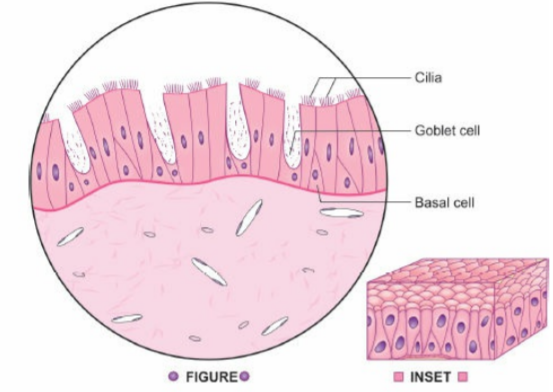 Cilia
Goblet cell
Basal cell
FIGURE
INSET